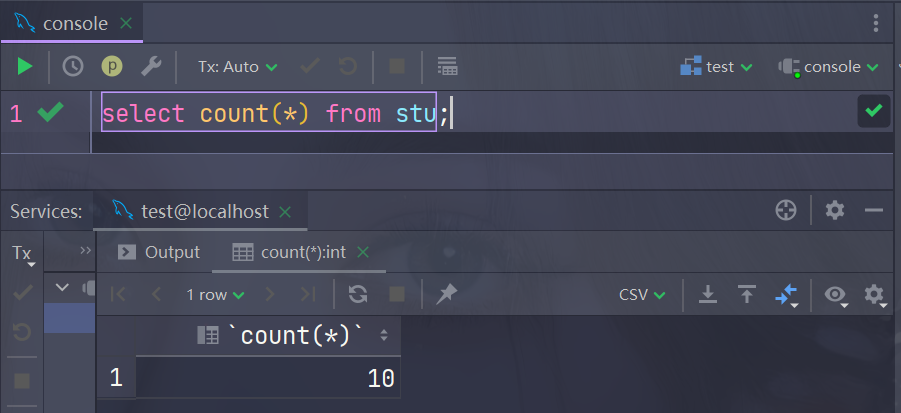 console
Tx: Auto
test
console
1 select count(*) from stu;
Services: test@localhost
Tx
Output
count(*):int
1 row
CSV
`count(*)`
1 10